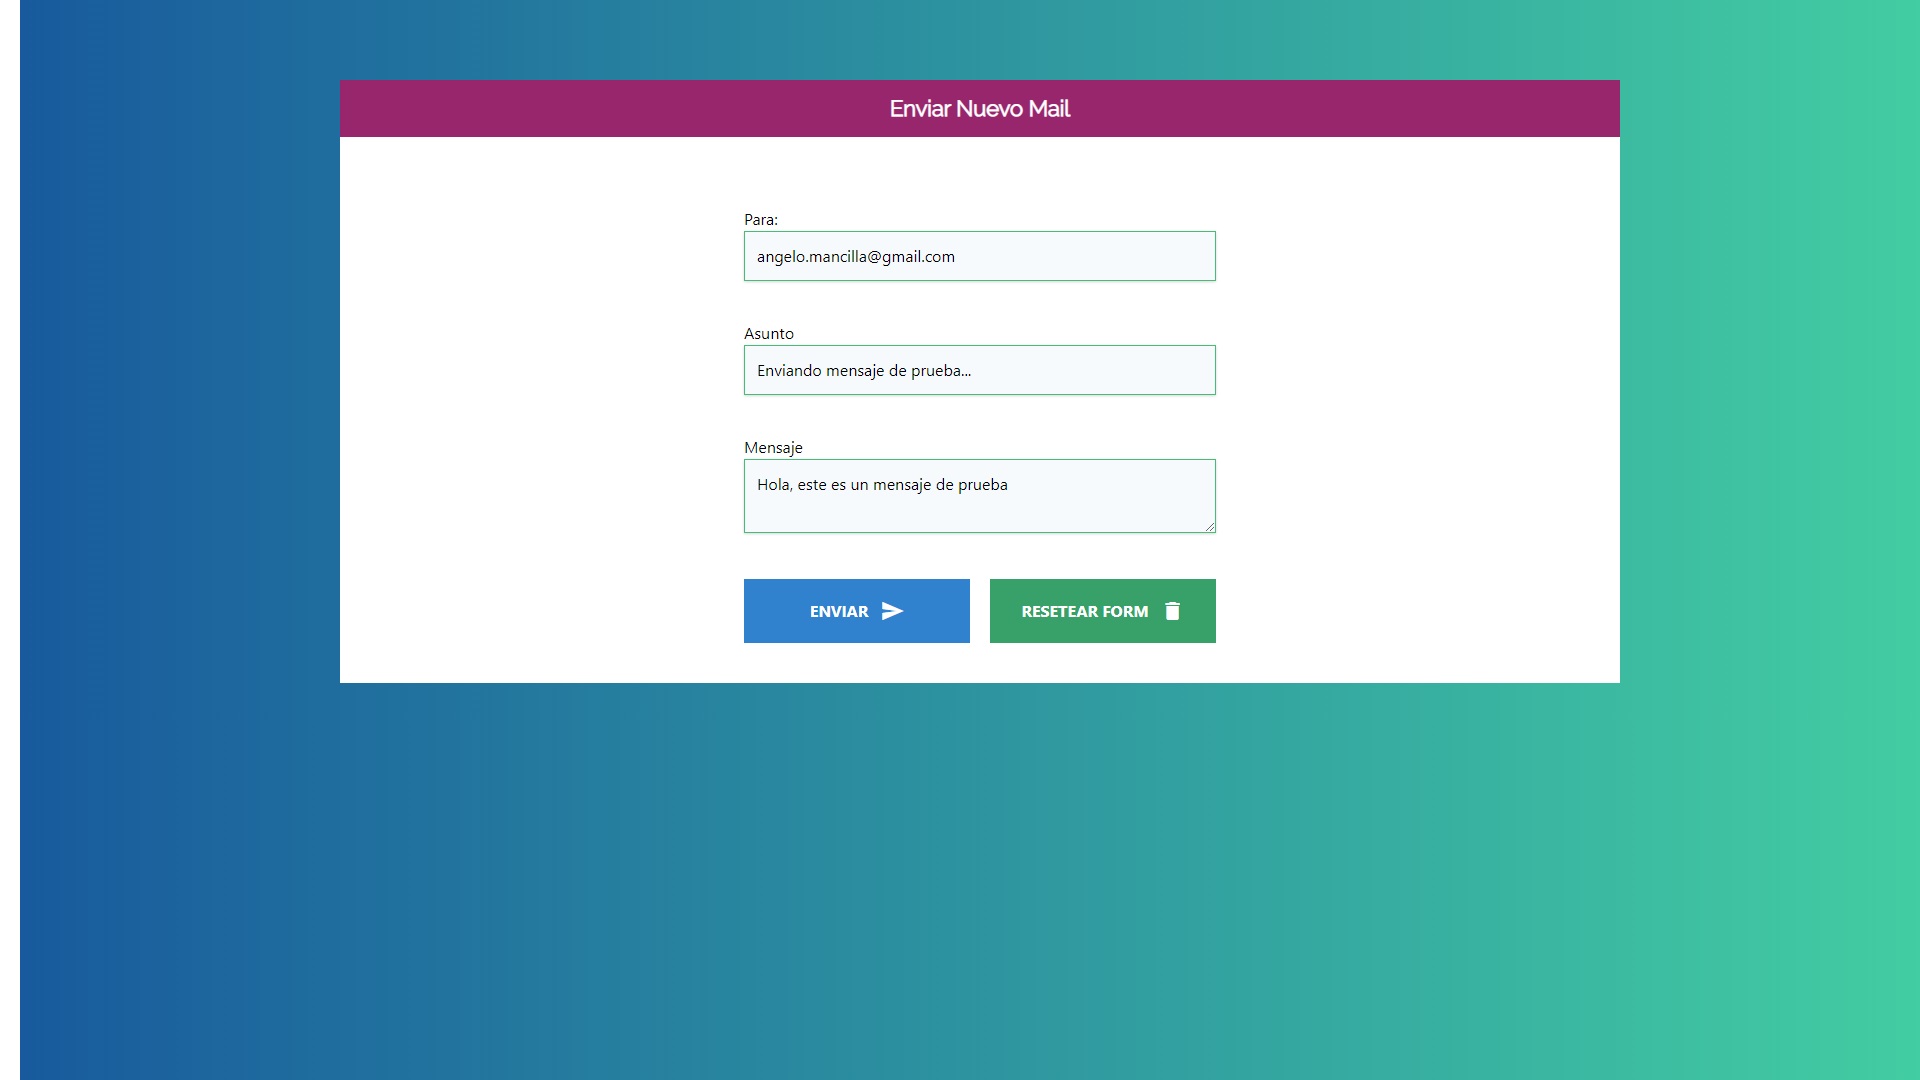 Enviar Nuevo Mail
Para:
angelo.mancilla@gmail.com
Asunto
Enviando mensaje de prueba...
Mensaje
Hola, este es un mensaje de prueba
ENVIAR
RESETEAR FORM